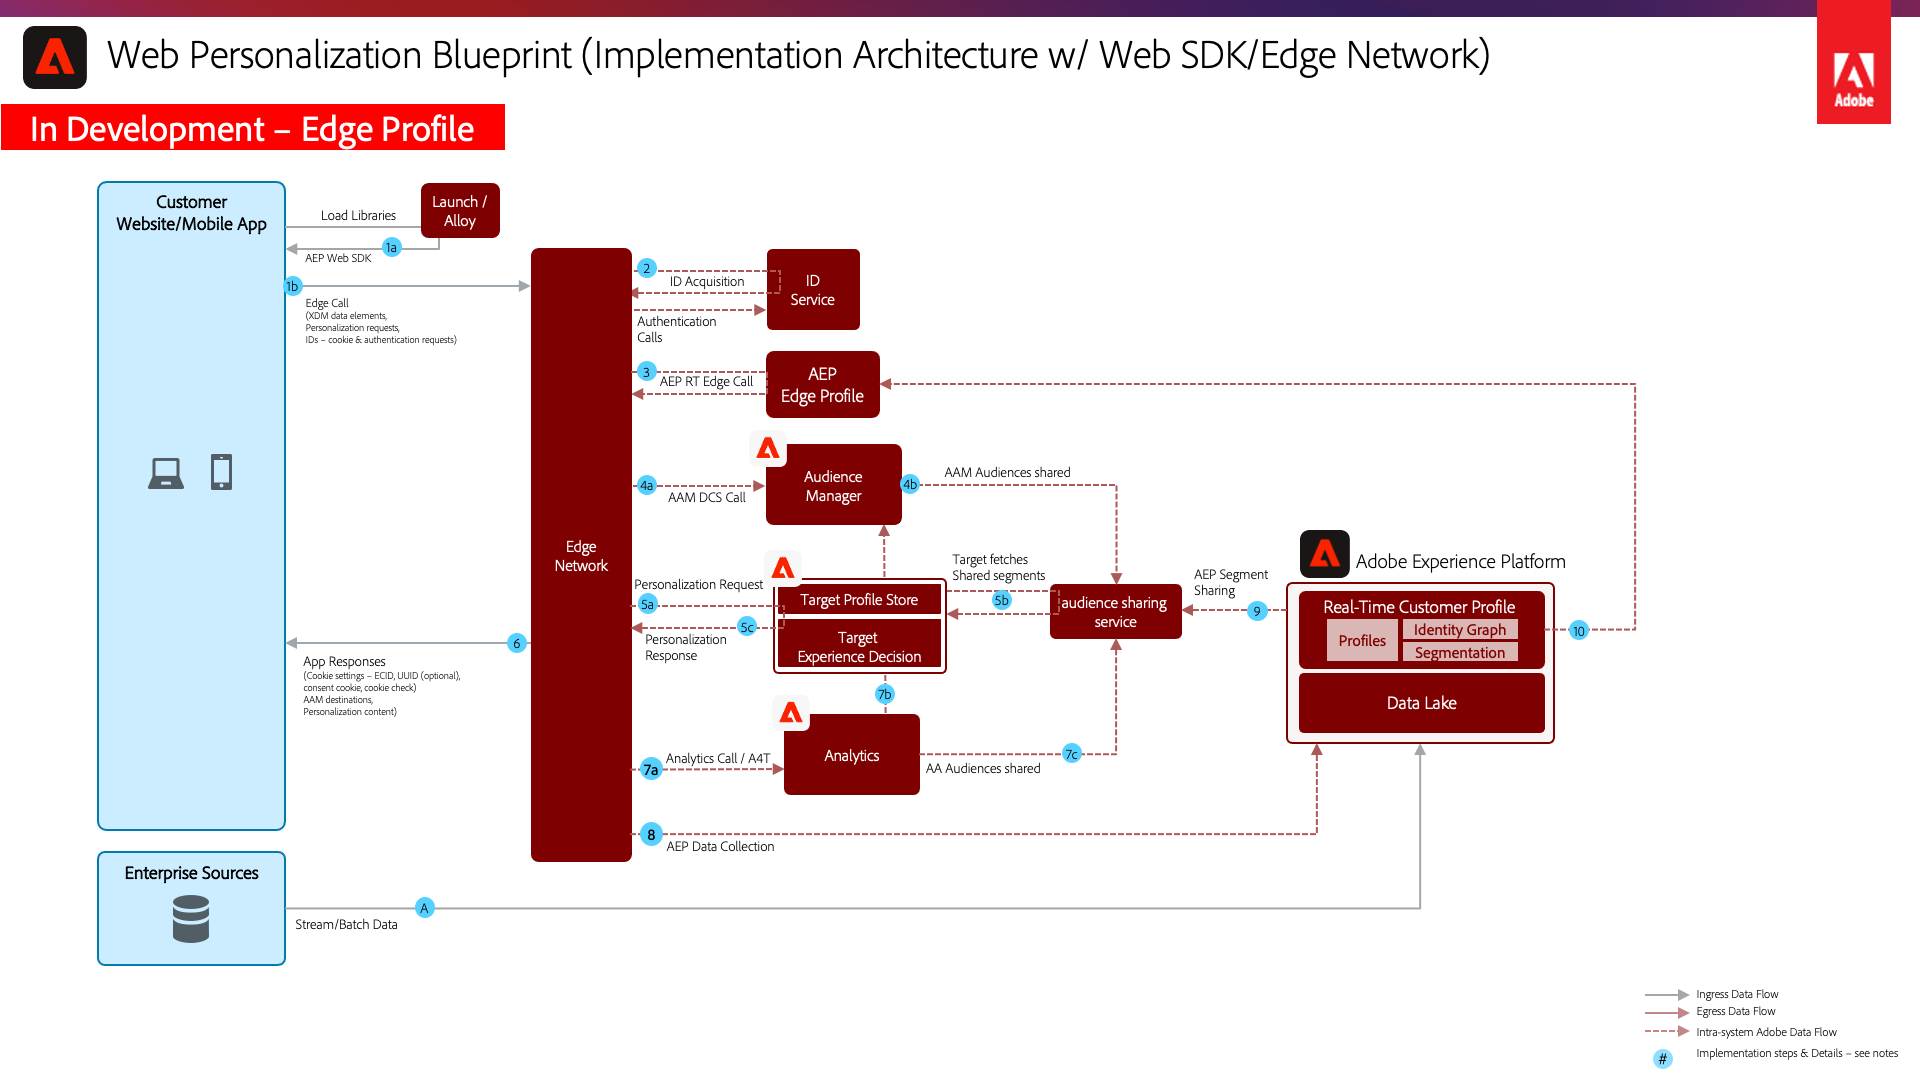 Web Personalization Blueprint (Implementation Architecture w/ Web SDK/Edge Network)
Adobe
In Development – Edge Profile
Customer
Website/Mobile App
Load Libraries
Launch /
Alloy
1a
AEP Web SDK
1b
Edge Call
(XDM data elements,
Personalization requests,
IDs – cookie & authentication requests)
Edge
Network
2
ID Acquisition
ID
Service
Authentication
Calls
3
AEP RT Edge Call
AEP
Edge Profile
4a
AAM DCS Call
Audience
Manager
4b
AAM Audiences shared
Personalization Request
5a
5c
Personalization
Response
Target Profile Store
Target
Experience Decision
Target fetches
Shared segments
5b
audience sharing
service
AEP Segment
Sharing
9
Adobe Experience Platform
Real-Time Customer Profile
Profiles
Identity Graph
Segmentation
Data Lake
10
6
App Responses
(Cookie settings – ECID, UUID (optional),
consent cookie, cookie check)
AAM destinations,
Personalization content)
7b
Analytics Call / A4T
7a
Analytics
7c
AA Audiences shared
8
AEP Data Collection
Enterprise Sources
A
Stream/Batch Data
Ingress Data Flow
Egress Data Flow
Intra-system Adobe Data Flow
# Implementation steps & Details – see notes